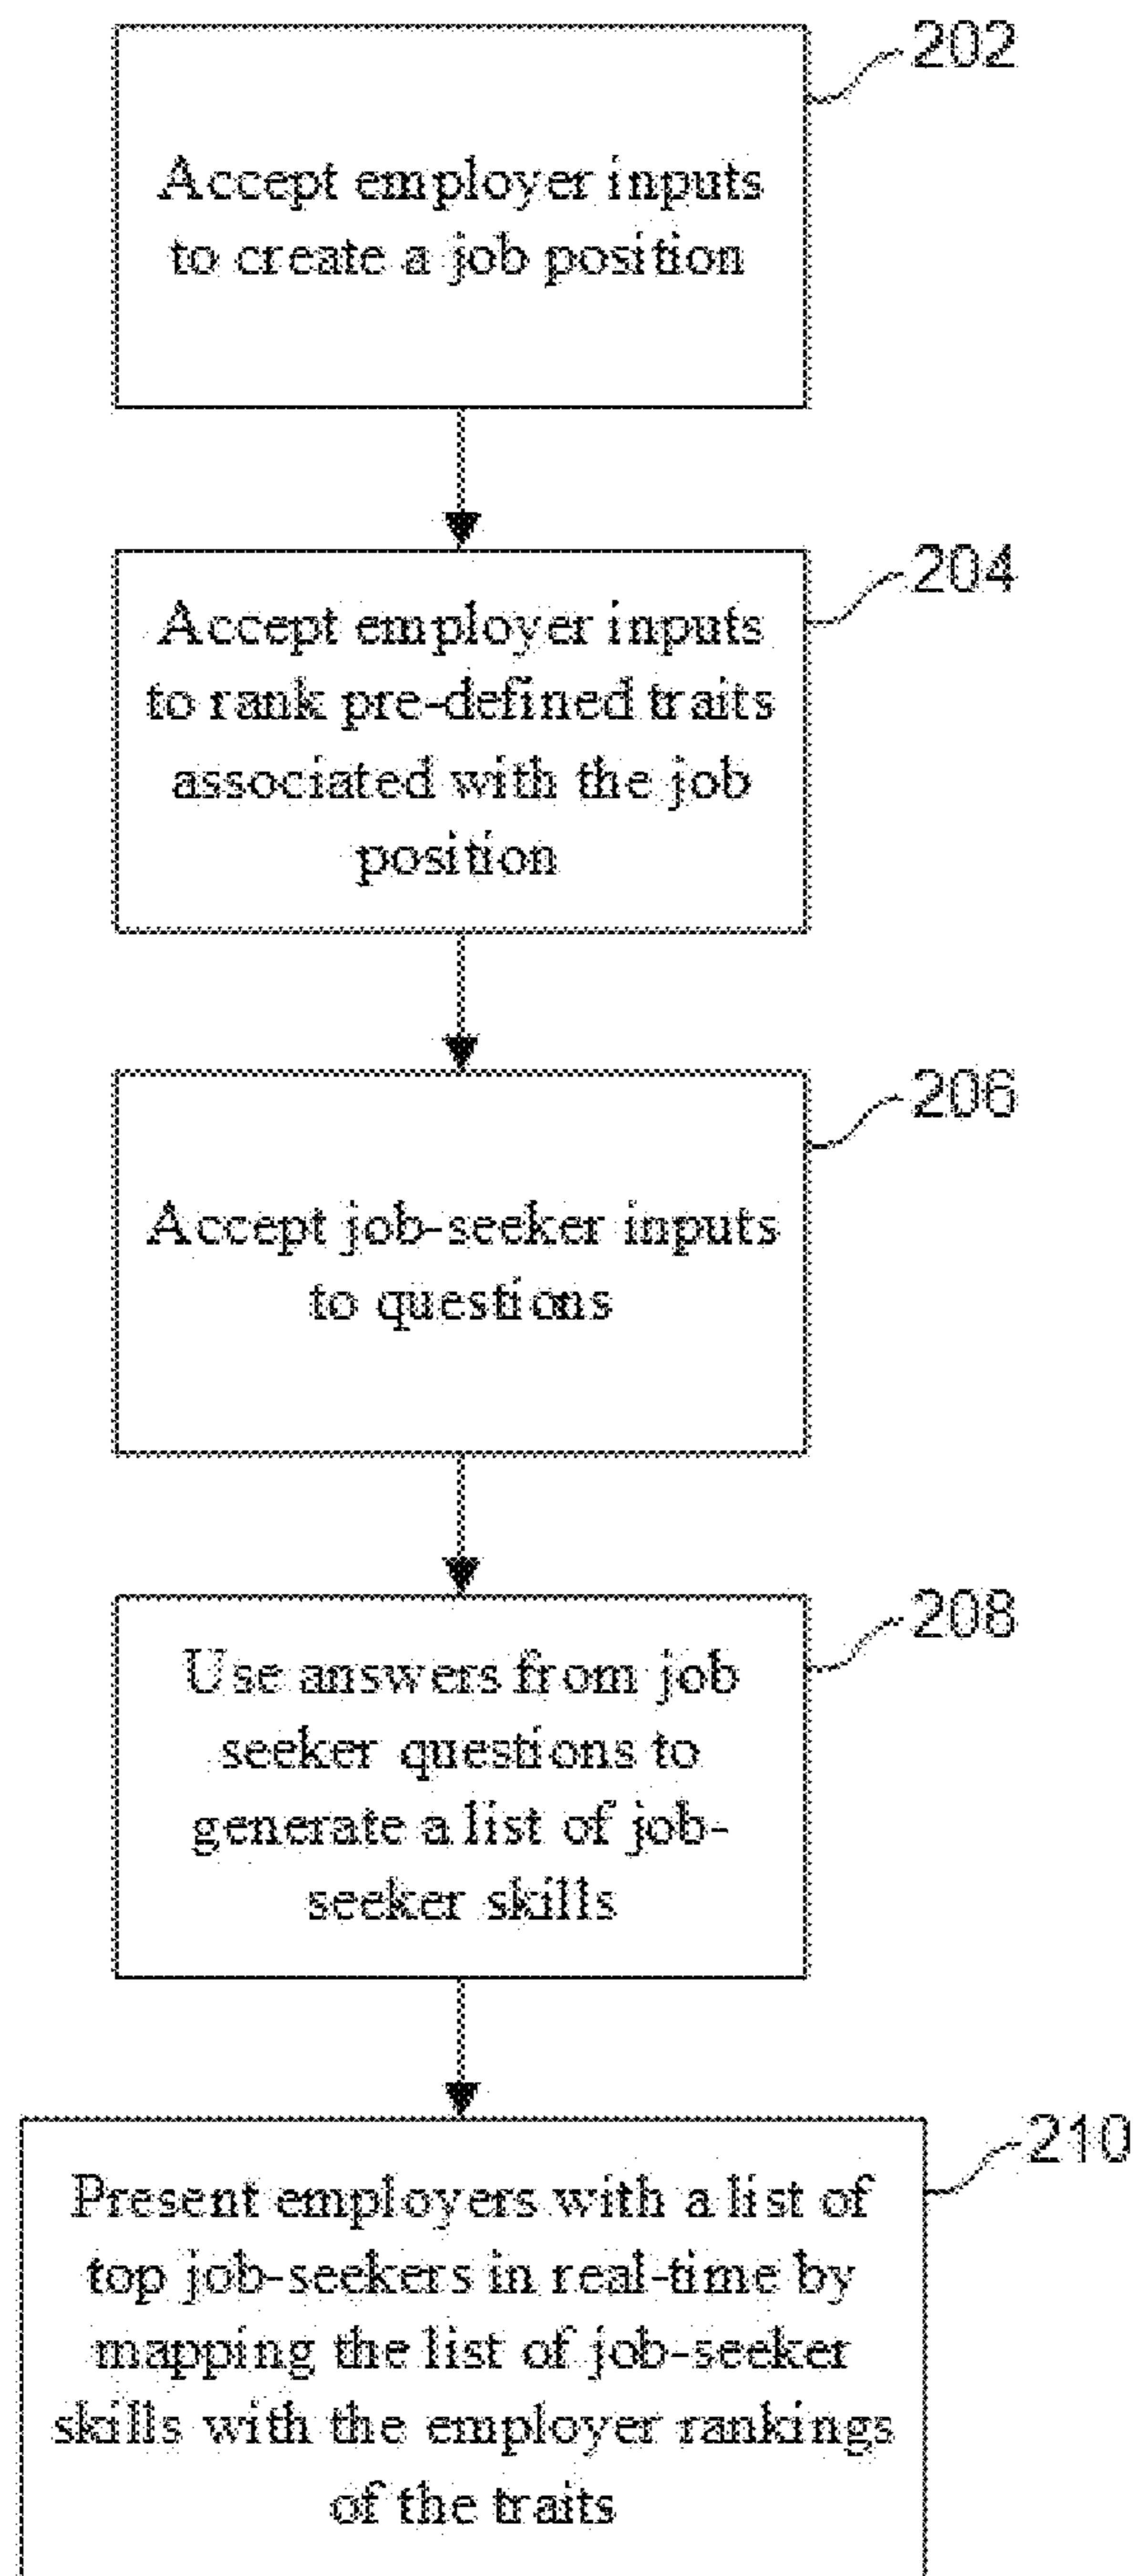 202
Accept employer inputs
to create a job position
204
Accept employer inputs
to rank pre-defined traits
associated with the job
position
206
Accept job-seeker inputs
to questions
208
Use answers from job
seeker questions to
generate a list of job-
seeker skills
210
Present employers with a list of
top job-seekers in real-time by
mapping the list of job-seeker
skills with the employer rankings
of the traits